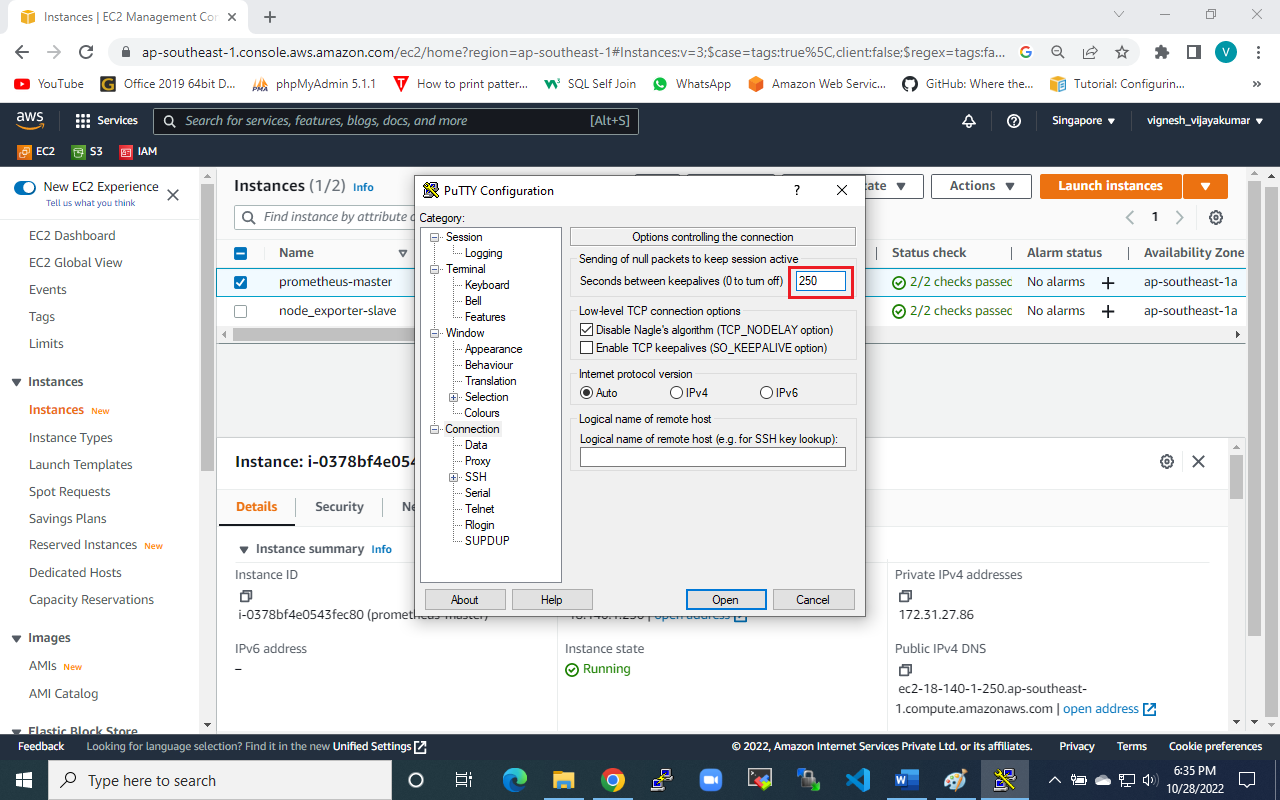 Instances | EC2 Management Con
ap-southeast-1.console.aws.amazon.com/ec2/home?region=ap-southeast-1#Instances:v=3;$case=tags:true%5C,client:false;$regex=tags:fa...
V
YouTube
Office 2019 64bit D...
phpMyAdmin 5.1.1
How to print patter...
SQL Self Join
WhatsApp
Amazon Web Servic...
GitHub: Where the...
Tutorial: Configurin...
»
aws
Services
Search for services, features, blogs, docs, and more [Alt+S]
Singapore
vignesh_vijayakumar
EC2
S3
IAM
New EC2 Experience
Tell us what you think
EC2 Dashboard
EC2 Global View
Events
Tags
Limits
Instances
Instances New
Instance Types
Launch Templates
Spot Requests
Savings Plans
Reserved Instances New
Dedicated Hosts
Capacity Reservations
Images
AMIs New
AMI Catalog
Elastic Block Store
Instances (1/2) Info
Actions
Launch instances
Find instance by attribute
1
Name
Status check
Alarm status
Availability Zone
prometheus-master
2/2 checks passed
No alarms
ap-southeast-1a
node_exporter-slave
2/2 checks passed
No alarms
ap-southeast-1a
PuTTY Configuration
?
Category:
Session
Logging
Terminal
Keyboard
Bell
Features
Window
Appearance
Behaviour
Translation
Selection
Colours
Connection
Data
Proxy
SSH
Serial
Telnet
Rlogin
SUPDUP
Options controlling the connection
Sending of null packets to keep session active
Seconds between keepalives (0 to turn off) 250
Low-level TCP connection options
Disable Nagle's algorithm (TCP_NODELAY option)
Enable TCP keepalives (SO_KEEPALIVE option)
Internet protocol version
Auto IPv4 IPv6
Logical name of remote host
Logical name of remote host (e.g. for SSH key lookup):
About Help Open Cancel
Instance: i-0378bf4e054
Details
Security
Instance summary Info
Instance ID
i-0378bf4e0543fec80 (prometheus-master)
18.140.1.250 | open address
Private IPv4 addresses
172.31.27.86
IPv6 address
–
Instance state
Running
Public IPv4 DNS
ec2-18-140-1-250.ap-southeast-
1.compute.amazonaws.com | open address
Feedback
Looking for language selection? Find it in the new Unified Settings
© 2022, Amazon Internet Services Private Ltd. or its affiliates.
Privacy
Terms
Cookie preferences
Type here to search
6:35 PM
10/28/2022